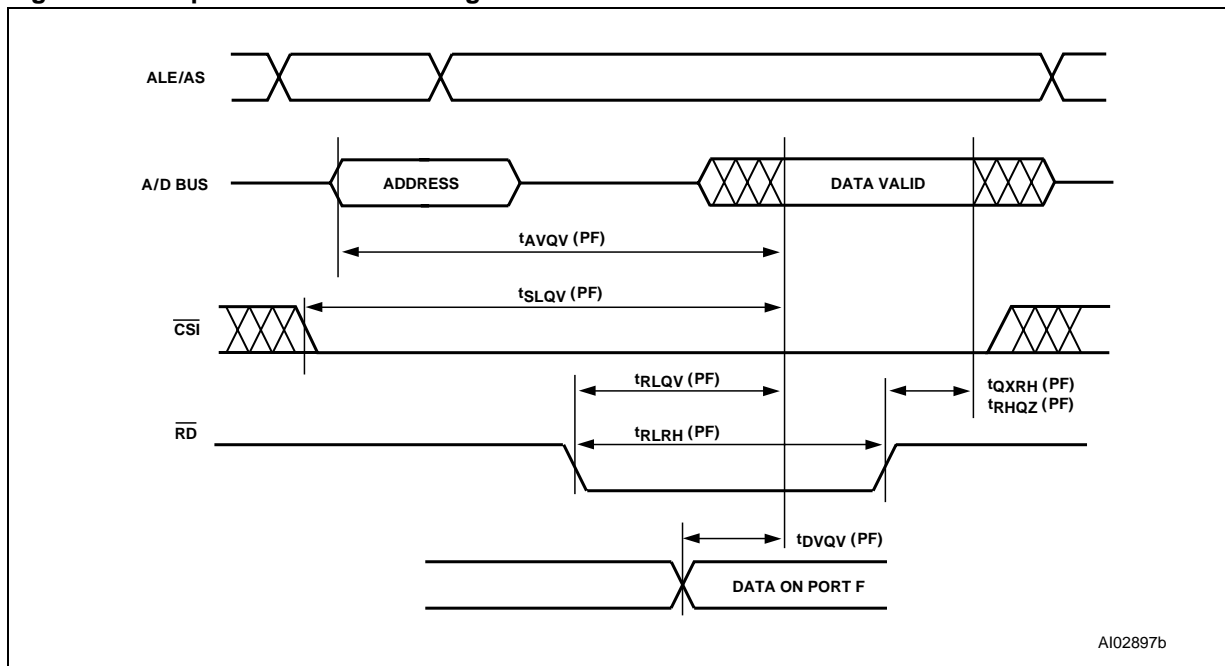 ALE/AS
A/D BUS
ADDRESS
DATA VALID
tAVQV (PF)
tSLQV (PF)
CSI
tRLQV (PF)
tQXRH (PF)
tRHQZ (PF)
RD
tRLRH (PF)
tDVQV (PF)
DATA ON PORT F
AI02897b